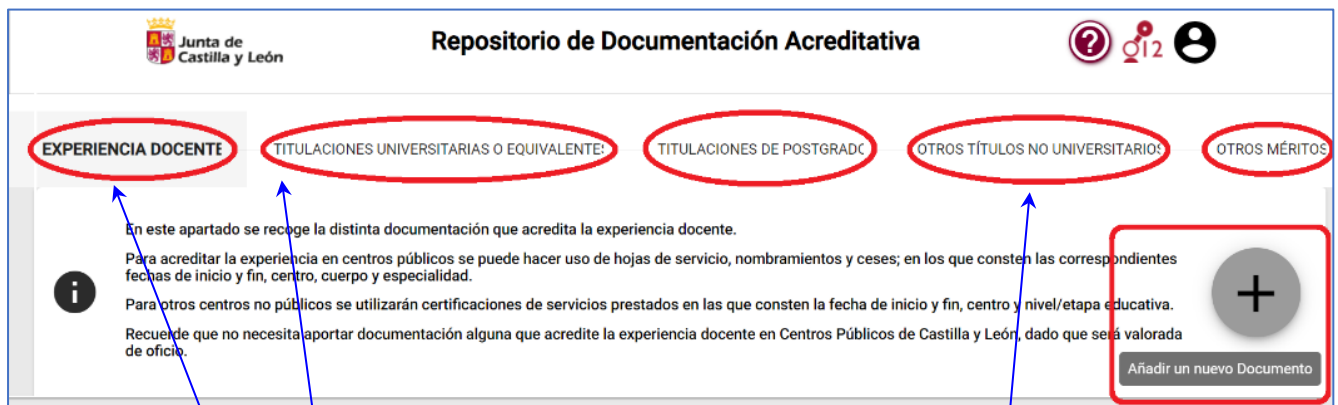 Junta de
Castilla y León
Repositorio de Documentación Acreditativa
? 012
EXPERIENCIA DOCENTE TITULACIONES UNIVERSITARIAS O EQUIVALENTES TITULACIONES DE POSTGRADO OTROS TÍTULOS NO UNIVERSITARIOS OTROS MÉRITOS
En este apartado se recoge la distinta documentación que acredita la experiencia docente.
Para acreditar la experiencia en centros públicos se puede hacer uso de hojas de servicio, nombramientos y ceses; en los que consten las correspondientes
fechas de inicio y fin, centro, cuerpo y especialidad.
i
Para otros centros no públicos se utilizarán certificaciones de servicios prestados en las que consten la fecha de inicio y fin, centro y nivel/etapa educativa.
Recuerde que no necesita aportar documentación alguna que acredite la experiencia docente en Centros Públicos de Castilla y León, dado que será valorada
de oficio.
+
Añadir un nuevo Documento